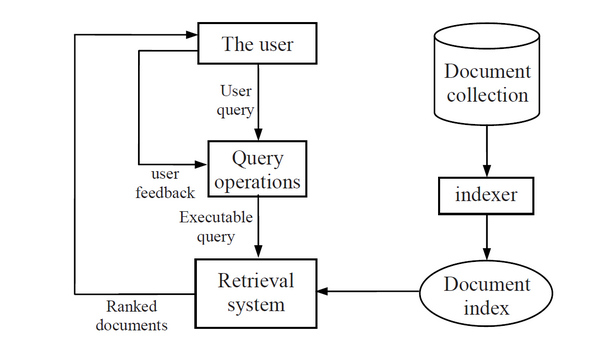 The user
User
query
user
feedback
Query
operations
Executable
query
Retrieval
system
Ranked
documents
Document
collection
indexer
Document
index